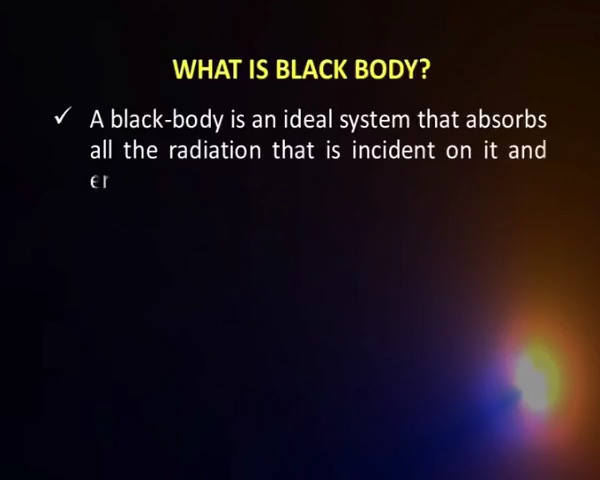 WHAT IS BLACK BODY?
✓ A black-body is an ideal system that absorbs
all the radiation that is incident on it and